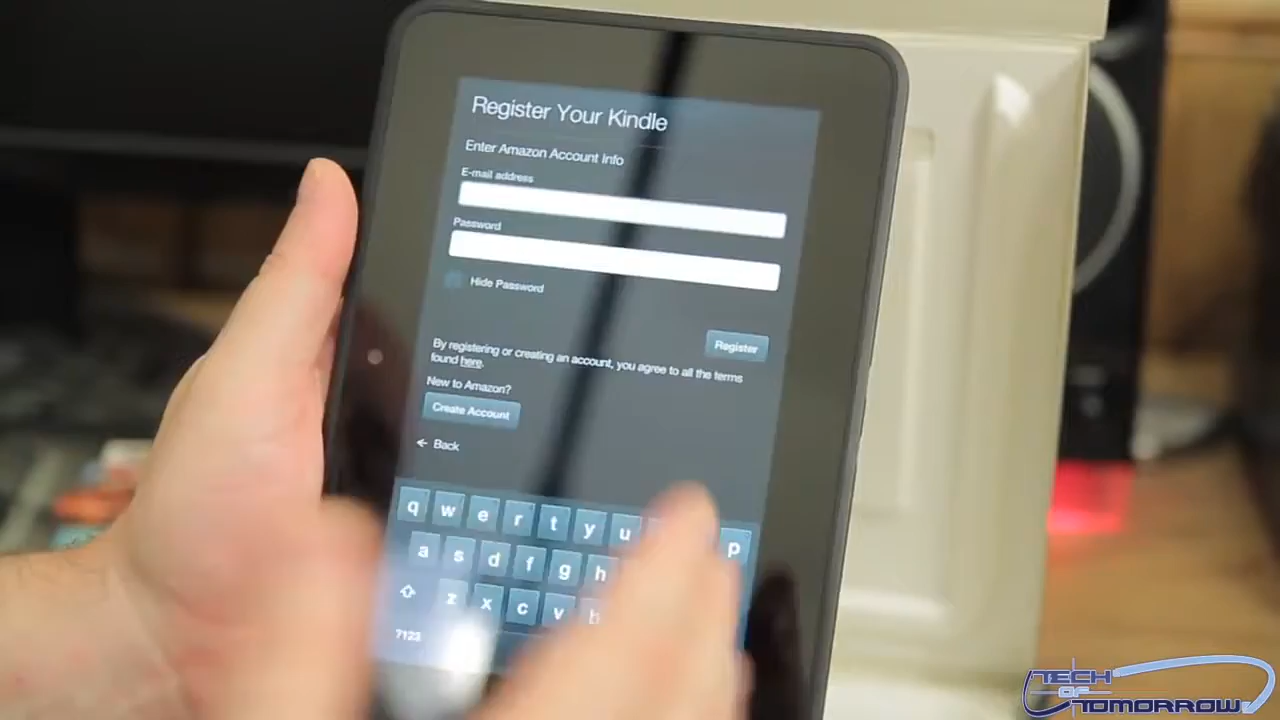 Register Your Kindle
Enter Amazon Account Info
E-mail address
Password
Hide Password
Register
By registering or creating an account, you agree to all the terms
found here.
New to Amazon?
Create Account
← Back
q w e r t y u p
a s d f g h
z x c v b
?123
TECH
OF
TOMORROW